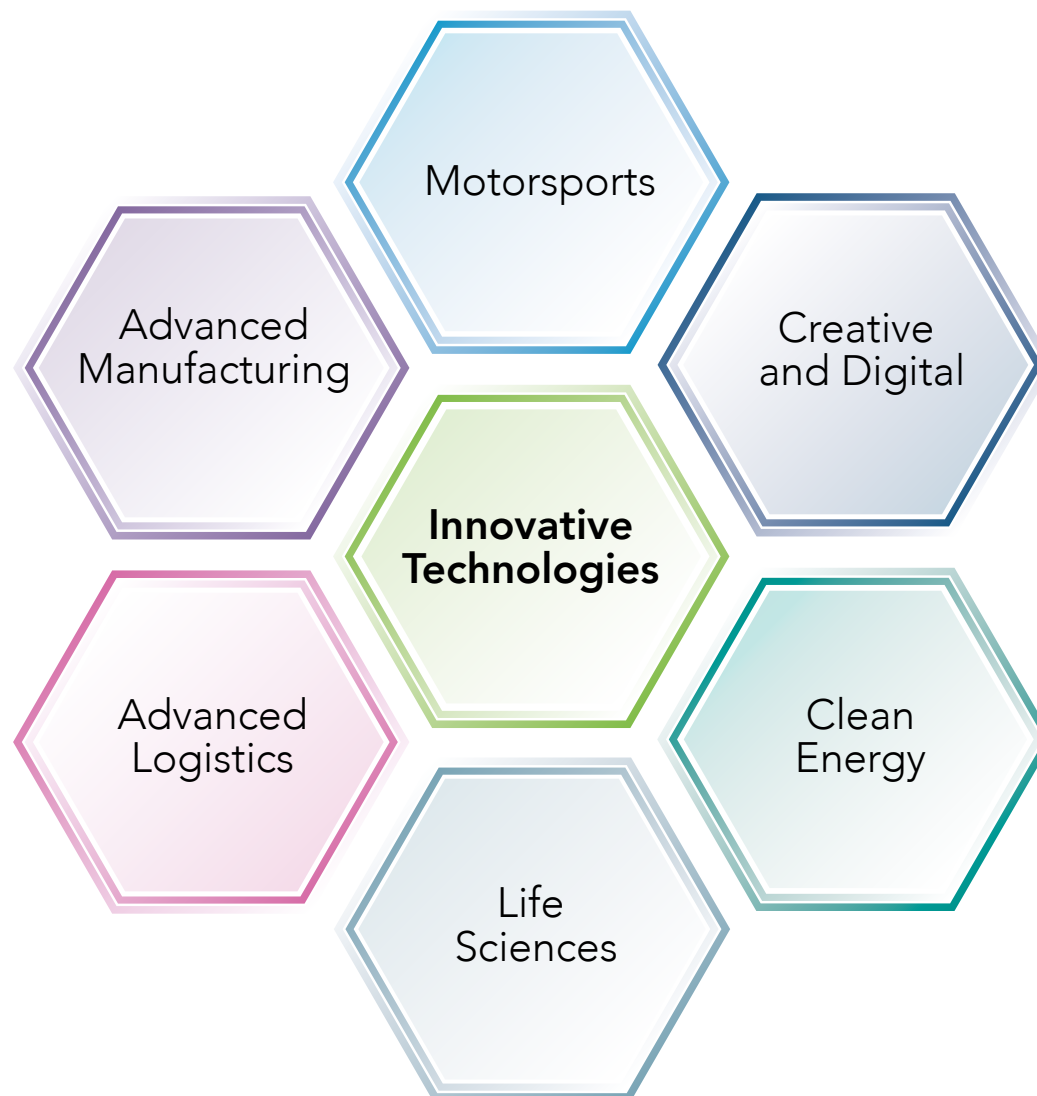 Motorsports
Advanced
Manufacturing
Creative
and Digital
Innovative
Technologies
Advanced
Logistics
Clean
Energy
Life
Sciences